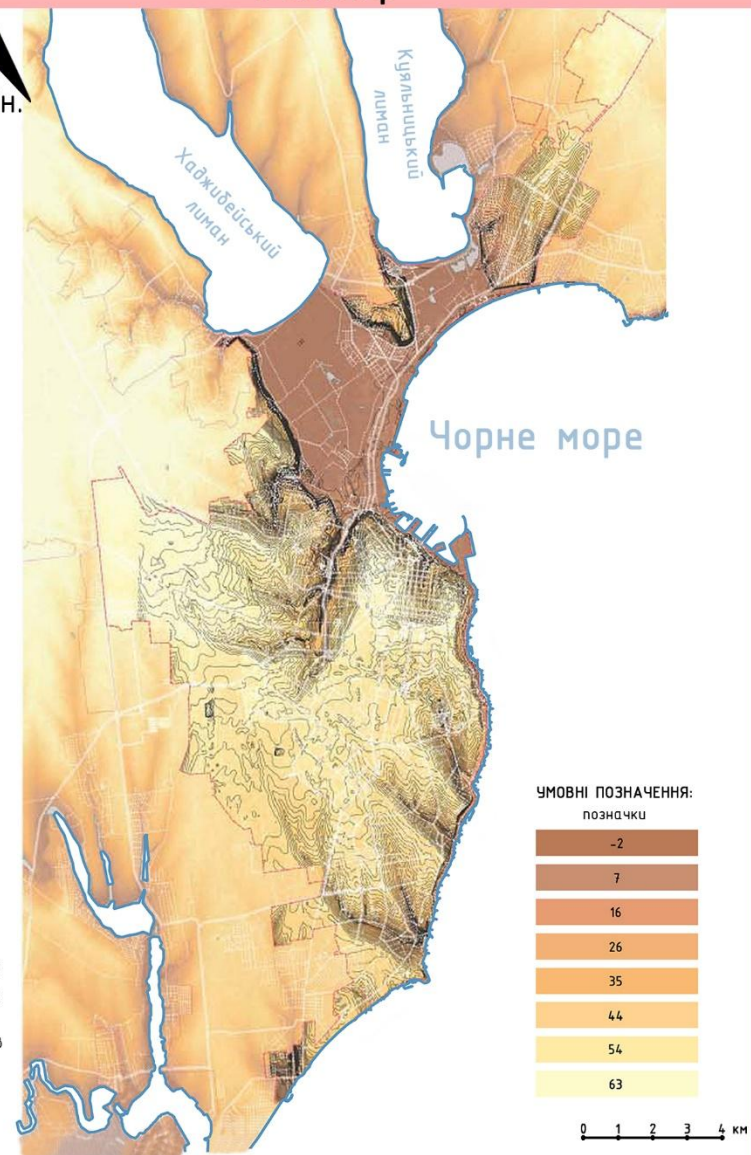 Н.
Куяльницький
лиман
Хаджибейський
лиман
Чорне море
УМОВНІ ПОЗНАЧЕННЯ:
позначки
-2
7
16
26
35
44
54
63
0 1 2 3 4 км